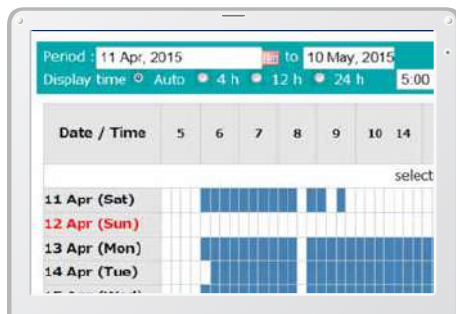 Period : 11 Apr, 2015 to 10 May, 2015
Display time Auto 4 h 12 h 24 h 5:00
Date / Time 5 6 7 8 9 10 14
select
11 Apr (Sat)
12 Apr (Sun)
13 Apr (Mon)
14 Apr (Tue)